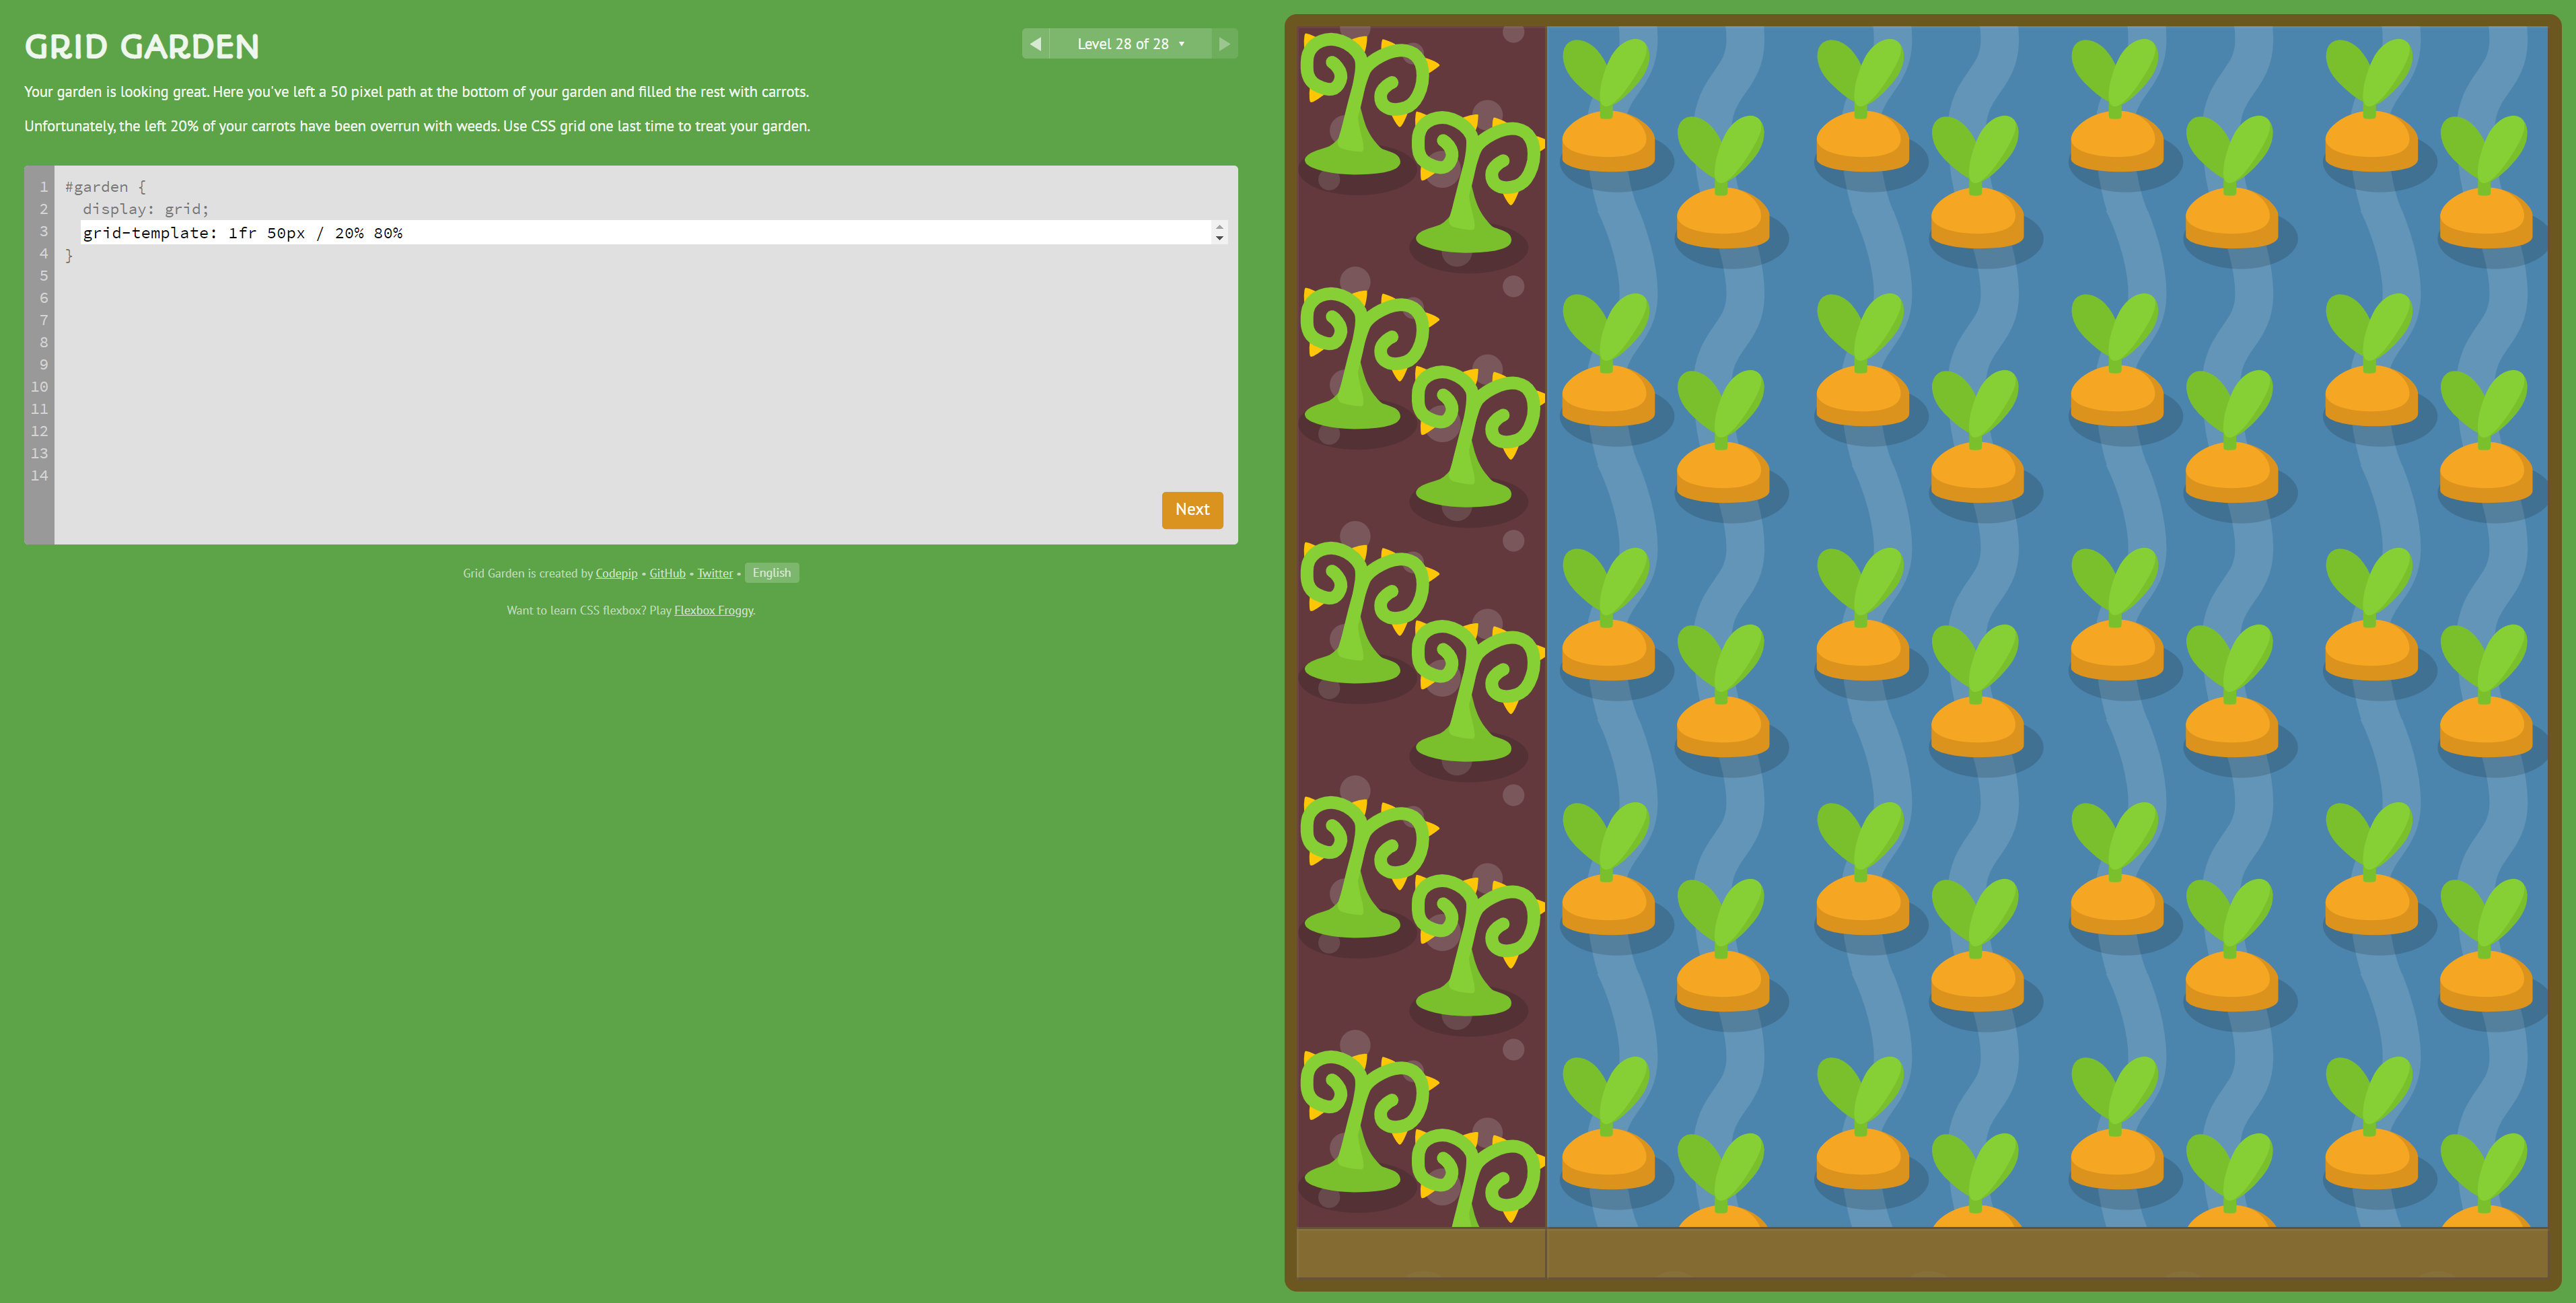 GRID GARDEN
◀ Level 28 of 28 ▾ ▶
Your garden is looking great. Here you've left a 50 pixel path at the bottom of your garden and filled the rest with carrots.
Unfortunately, the left 20% of your carrots have been overrun with weeds. Use CSS grid one last time to treat your garden.
1 #garden {
2 display: grid;
3 grid-template: 1fr 50px / 20% 80%
4 }
5
6
7
8
9
10
11
12
13
14
Next
Grid Garden is created by Codepip • GitHub • Twitter • English
Want to learn CSS flexbox? Play Flexbox Froggy.